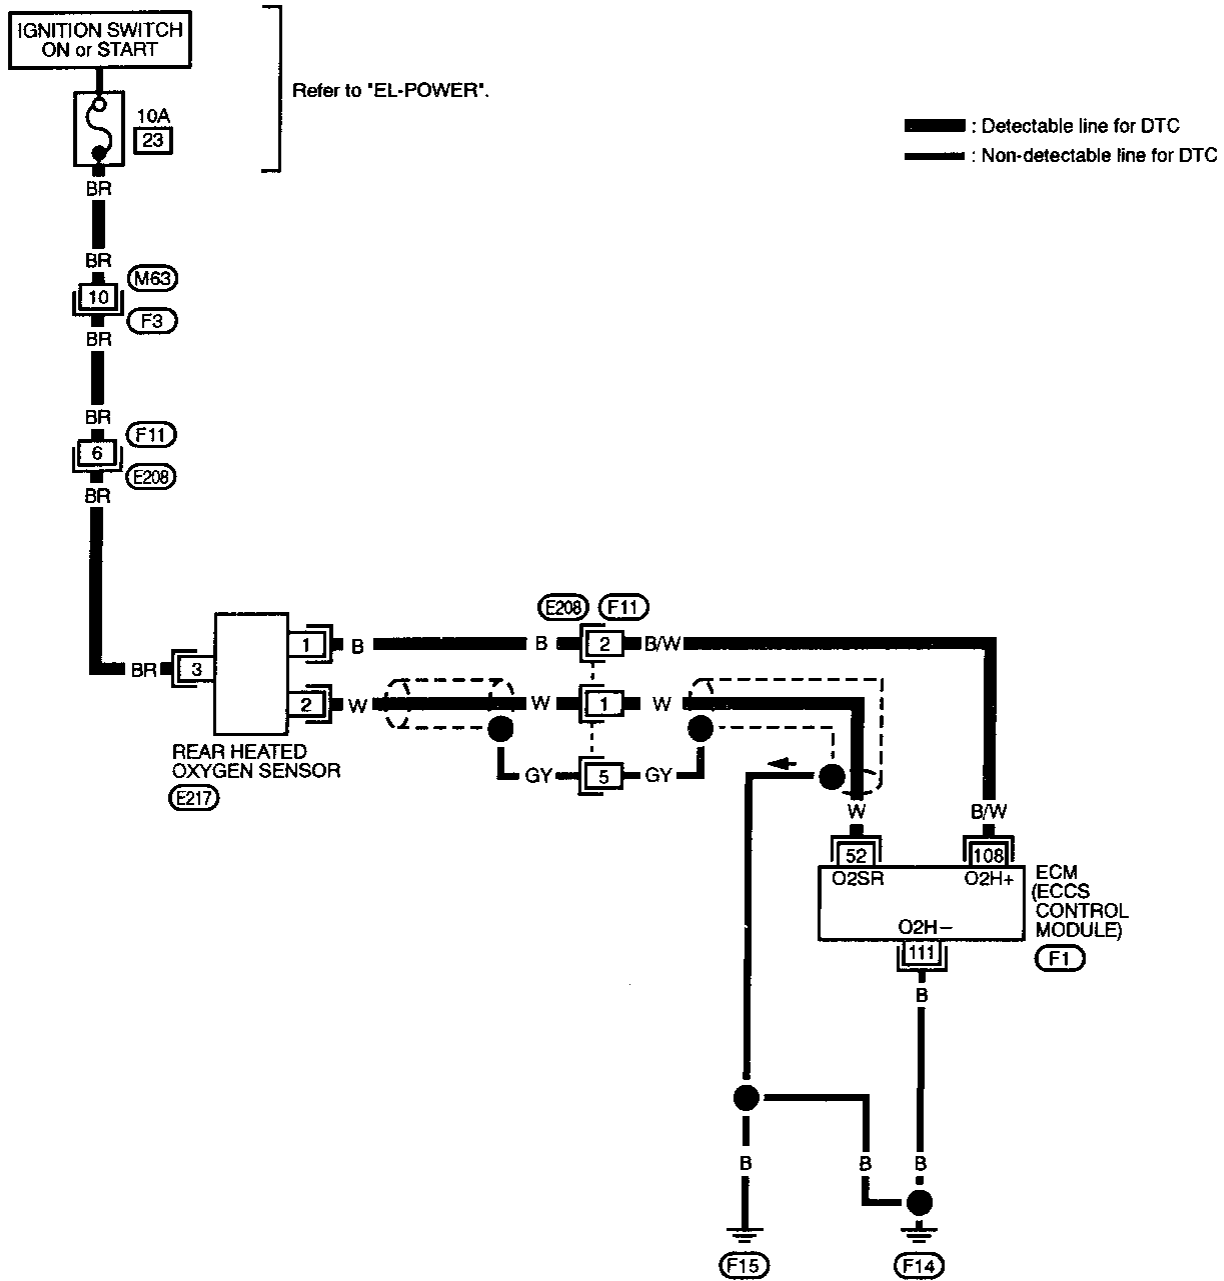 IGNITION SWITCH
ON or START
Refer to "EL-POWER".
10A
23
: Detectable line for DTC
: Non-detectable line for DTC
BR
BR
M63
10
F3
BR
BR
F11
6
E208
BR
E208 F11
1 B B 2 B/W
BR 3
2 W W 1 W
REAR HEATED
OXYGEN SENSOR
E217
GY 5 GY
W B/W
52 108
O2SR O2H+
ECM
(ECCS
CONTROL
MODULE)
F1
O2H−
111
B
B B B
F15 F14